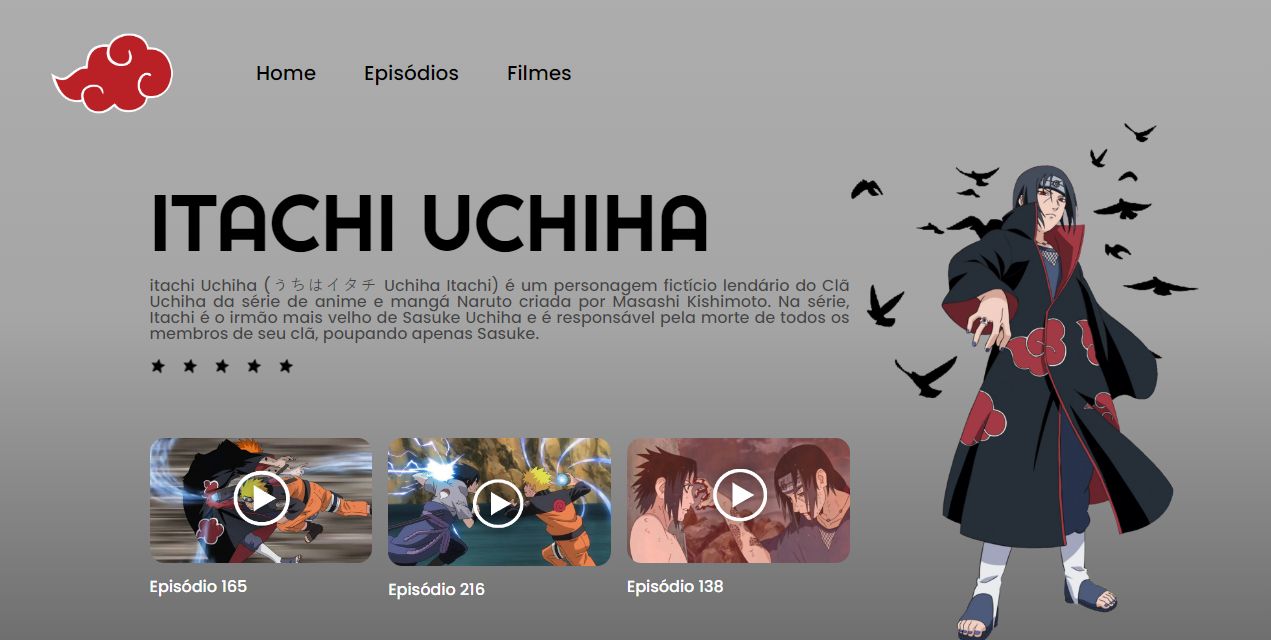 Home Episódios Filmes
ITACHI UCHIHA
itachi Uchiha (うちはイタチ Uchiha Itachi) é um personagem fictício lendário do Clã
Uchiha da série de anime e mangá Naruto criada por Masashi Kishimoto. Na série,
Itachi é o irmão mais velho de Sasuke Uchiha e é responsável pela morte de todos os
membros de seu clã, poupando apenas Sasuke.
Episódio 165
Episódio 216
Episódio 138